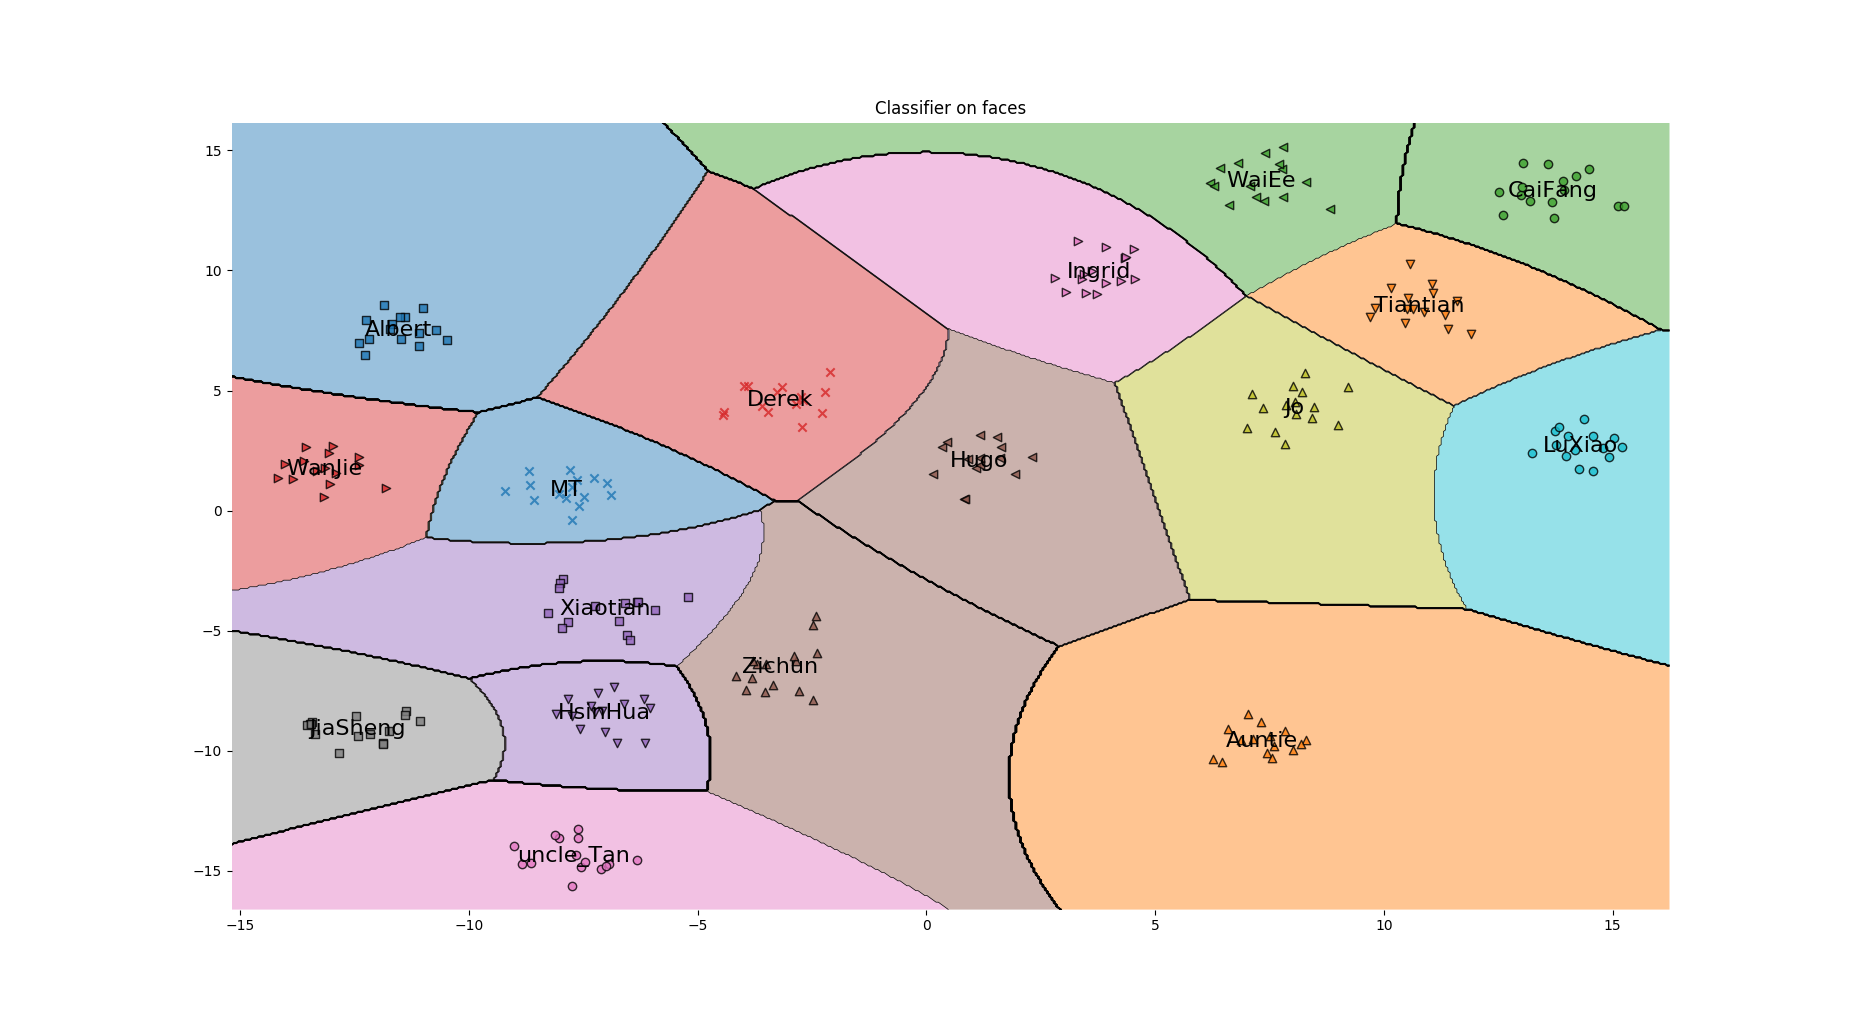 Classifier on faces
15
10
5
0
−5
−10
−15
WaiEe
CaiFang
Ingrid
Tiantian
Albert
Derek
Jo
LuXiao
Hugo
WanJie
MT
Xiaotian
Zichun
HsinHua
JiaSheng
Auntie
uncle_Tan
−15
−10
−5
0
5
10
15